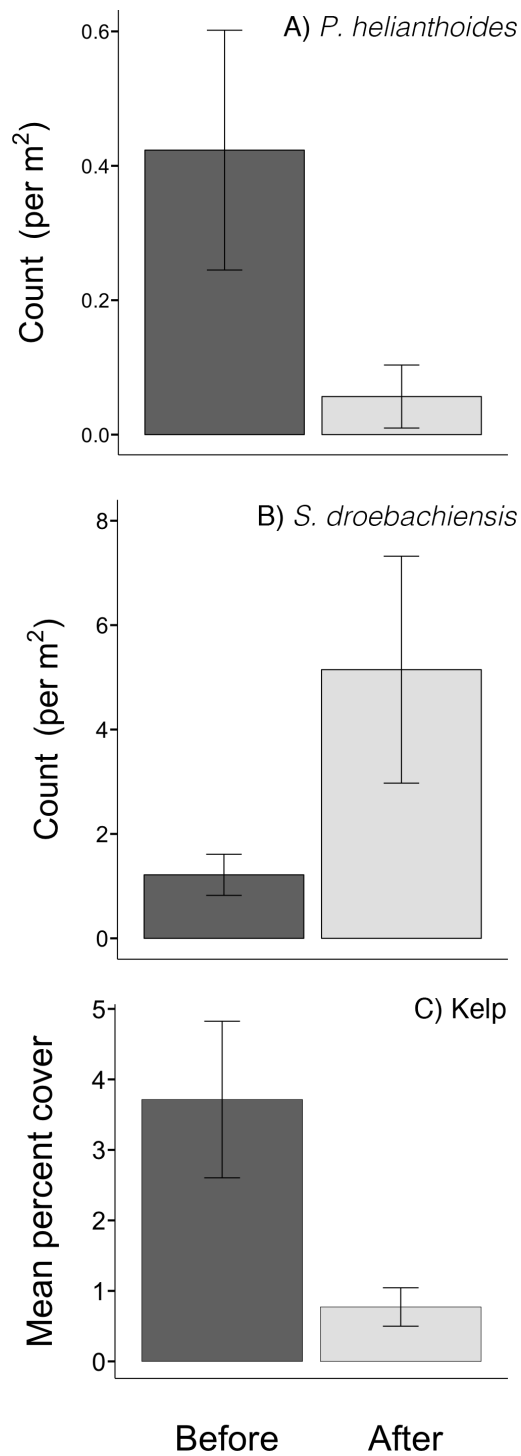 A) P. helianthoides
0.6
0.4
0.2
0.0
Count (per m²)
B) S. droebachiensis
8
6
4
2
0
Count (per m²)
C) Kelp
5
4
3
2
1
0
Mean percent cover
Before After